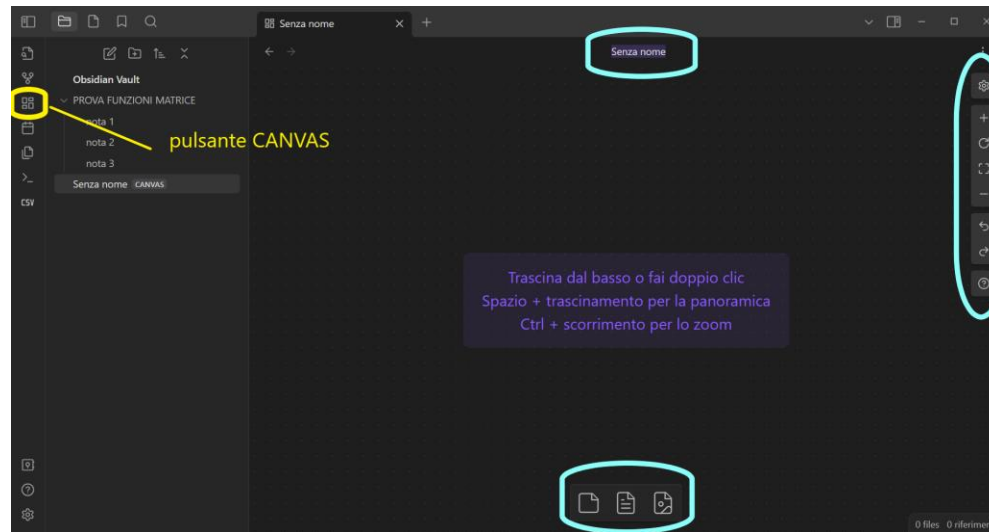 Senza nome
Senza nome
Obsidian Vault
PROVA FUNZIONI MATRICE
nota 1
nota 2
nota 3
Senza nome CANVAS
CSV
pulsante CANVAS
Trascina dal basso o fai doppio clic
Spazio + trascinamento per la panoramica
Ctrl + scorrimento per lo zoom
0 files 0 riferimen